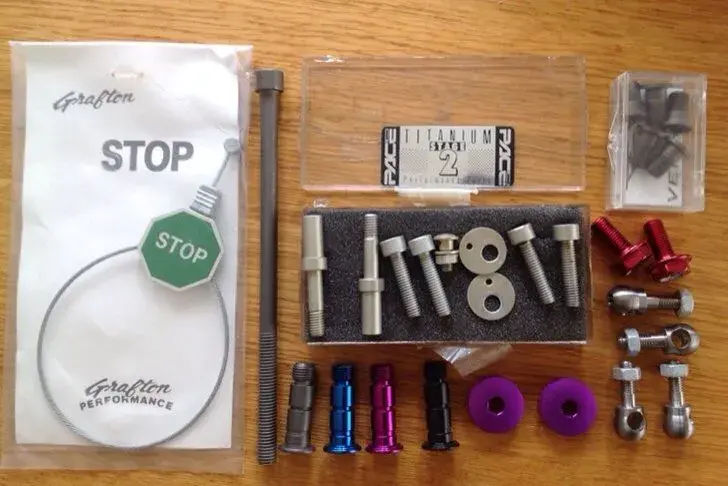 Grafton
STOP
STOP
Grafton
PERFORMANCE
PACE
TITANIUM
STAGE
2
PACE